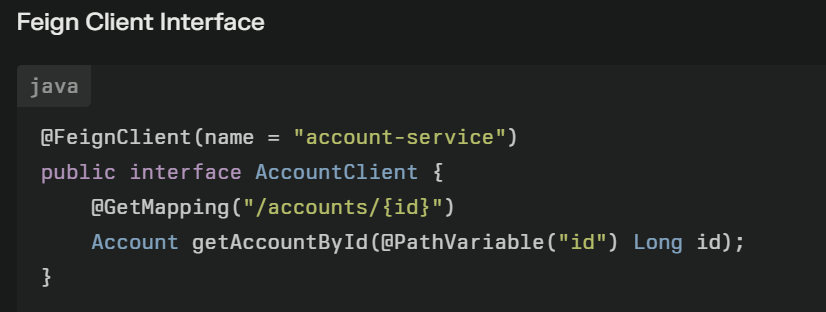 Feign Client Interface
java
@FeignClient(name = "account-service")
public interface AccountClient {
    @GetMapping("/accounts/{id}")
    Account getAccountById(@PathVariable("id") Long id);
}